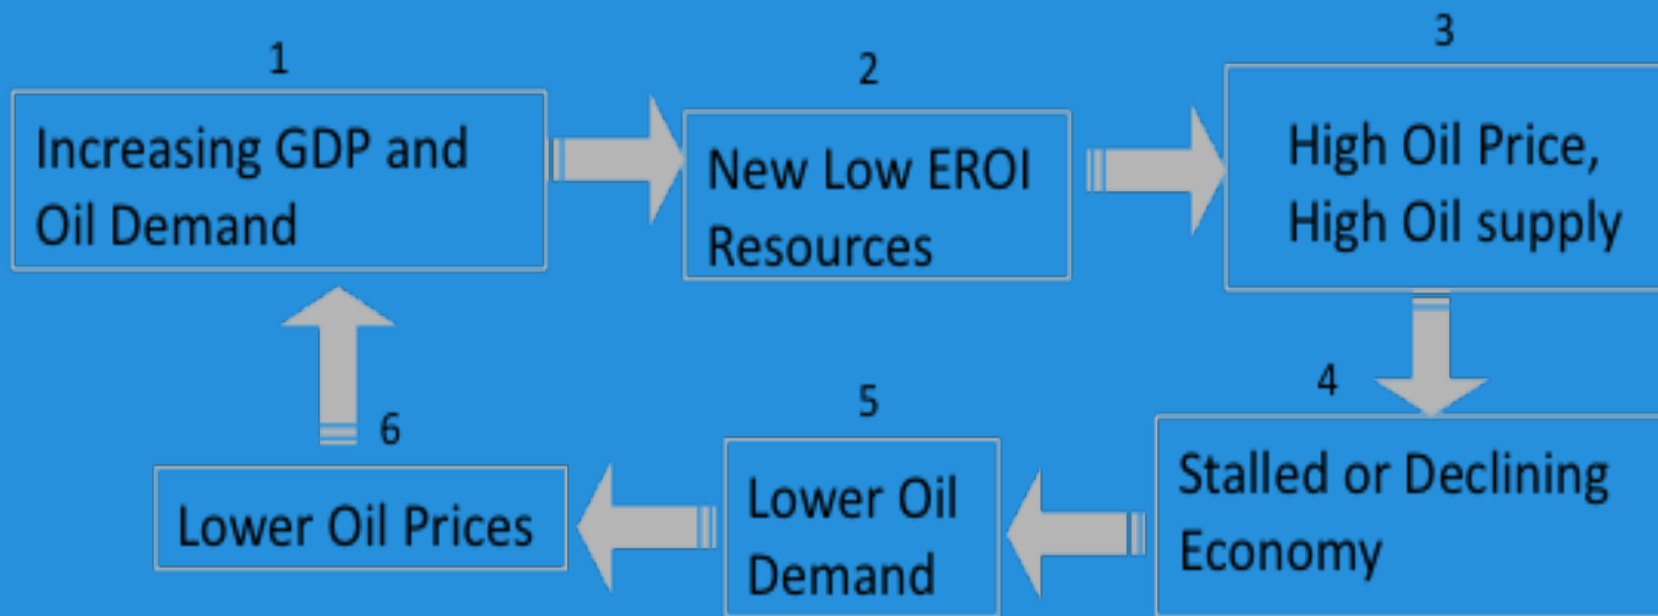 1
Increasing GDP and
Oil Demand
2
New Low EROI
Resources
3
High Oil Price,
High Oil supply
4
Stalled or Declining
Economy
5
Lower Oil
Demand
6
Lower Oil Prices